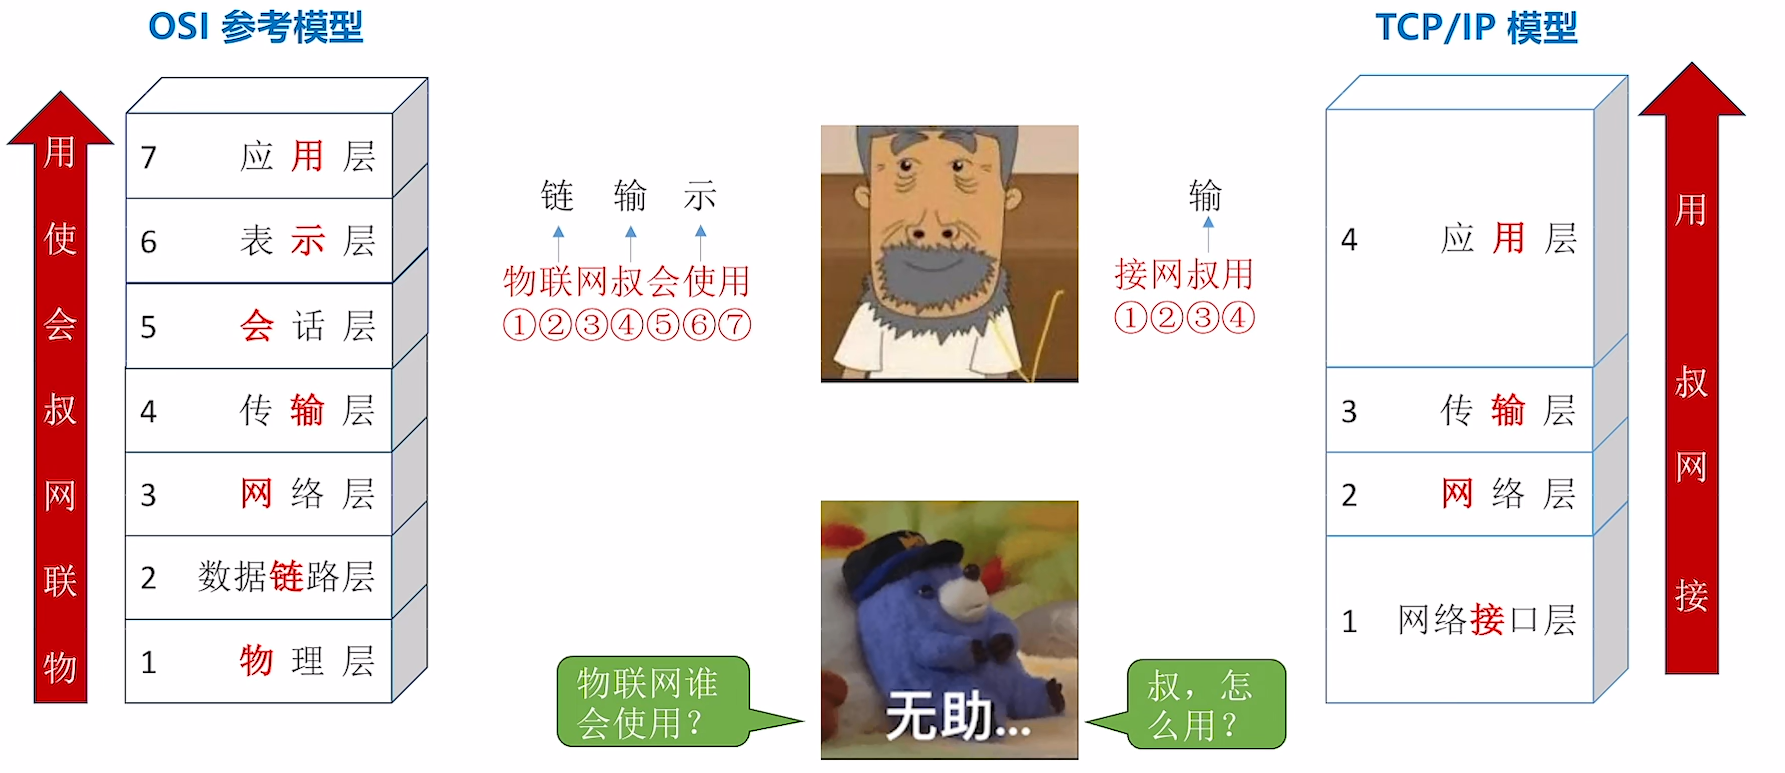 OSI 参考模型
用
使
会
叔
网
联
物
7 应用层
6 表示层
5 会话层
4 传输层
3 网络层
2 数据链路层
1 物理层
链 输 示
物联网叔会使用
①②③④⑤⑥⑦
物联网谁
会使用？
无助...
输
接网叔用
①②③④
叔，怎
么用？
TCP/IP 模型
4 应用层
3 传输层
2 网络层
1 网络接口层
用
叔
网
接